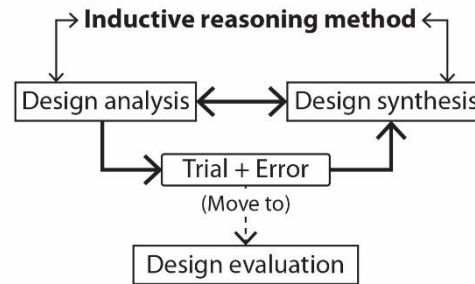 Inductive reasoning method
Design analysis
Design synthesis
Trial + Error
(Move to)
Design evaluation